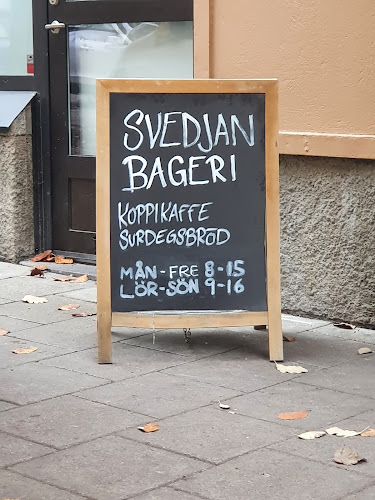 SVEDJAN
BAGERI
KOPPIKAFFE
SURDEGSBRÖD
MÅN-FRE 8-15
LÖR-SÖN 9-16